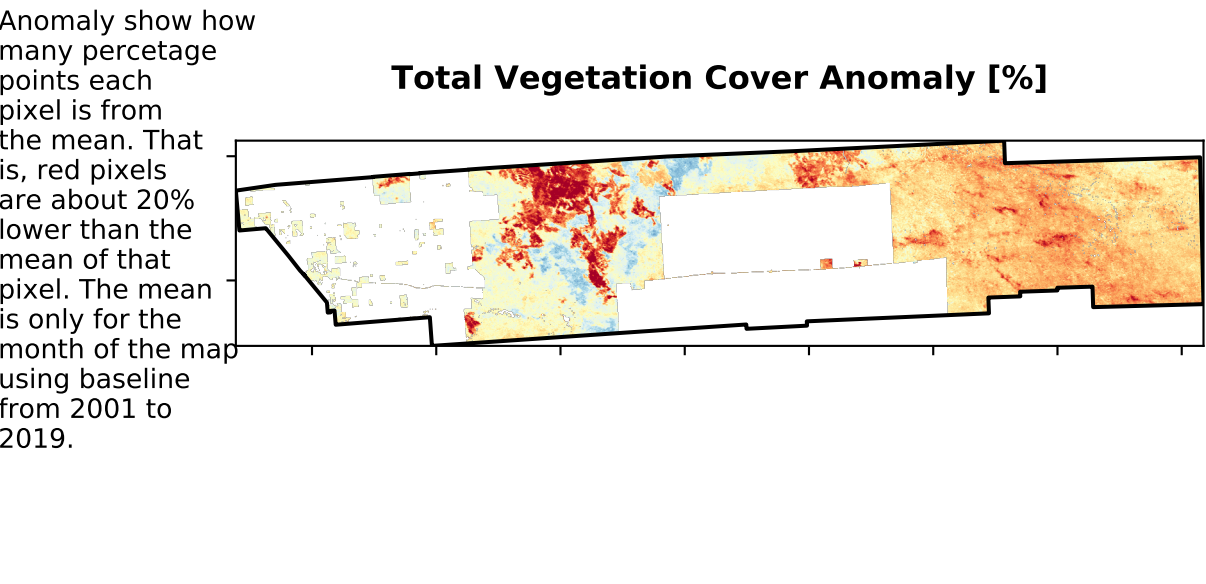 Anomaly show how
many percetage
points each
pixel is from
the mean. That
is, red pixels
are about 20%
lower than the
mean of that
pixel. The mean
is only for the
month of the map
using baseline
from 2001 to
2019.
Total Vegetation Cover Anomaly [%]